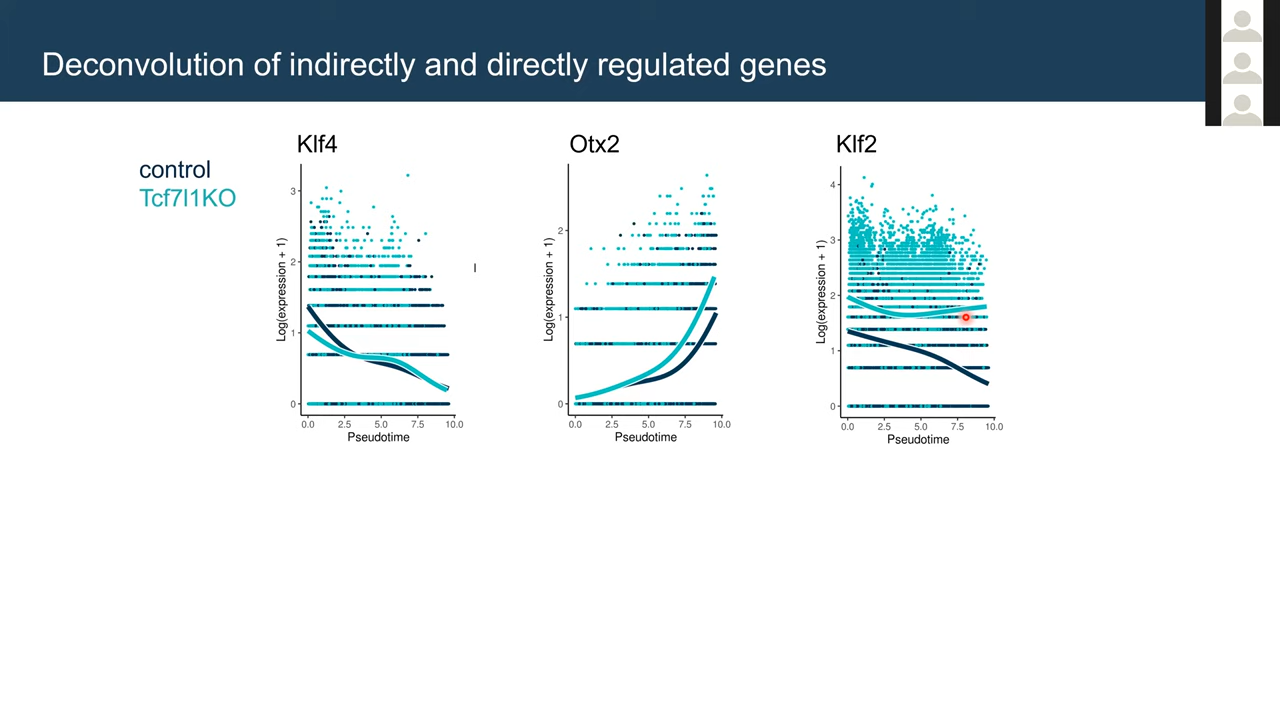 Deconvolution of indirectly and directly regulated genes
control
Tcf7l1KO
Klf4
Log(expression + 1)
3
2
1
0
0.0 2.5 5.0 7.5 10.0
Pseudotime
Otx2
Log(expression + 1)
2
1
0
0.0 2.5 5.0 7.5 10.0
Pseudotime
Klf2
Log(expression + 1)
4
3
2
1
0
0.0 2.5 5.0 7.5 10.0
Pseudotime